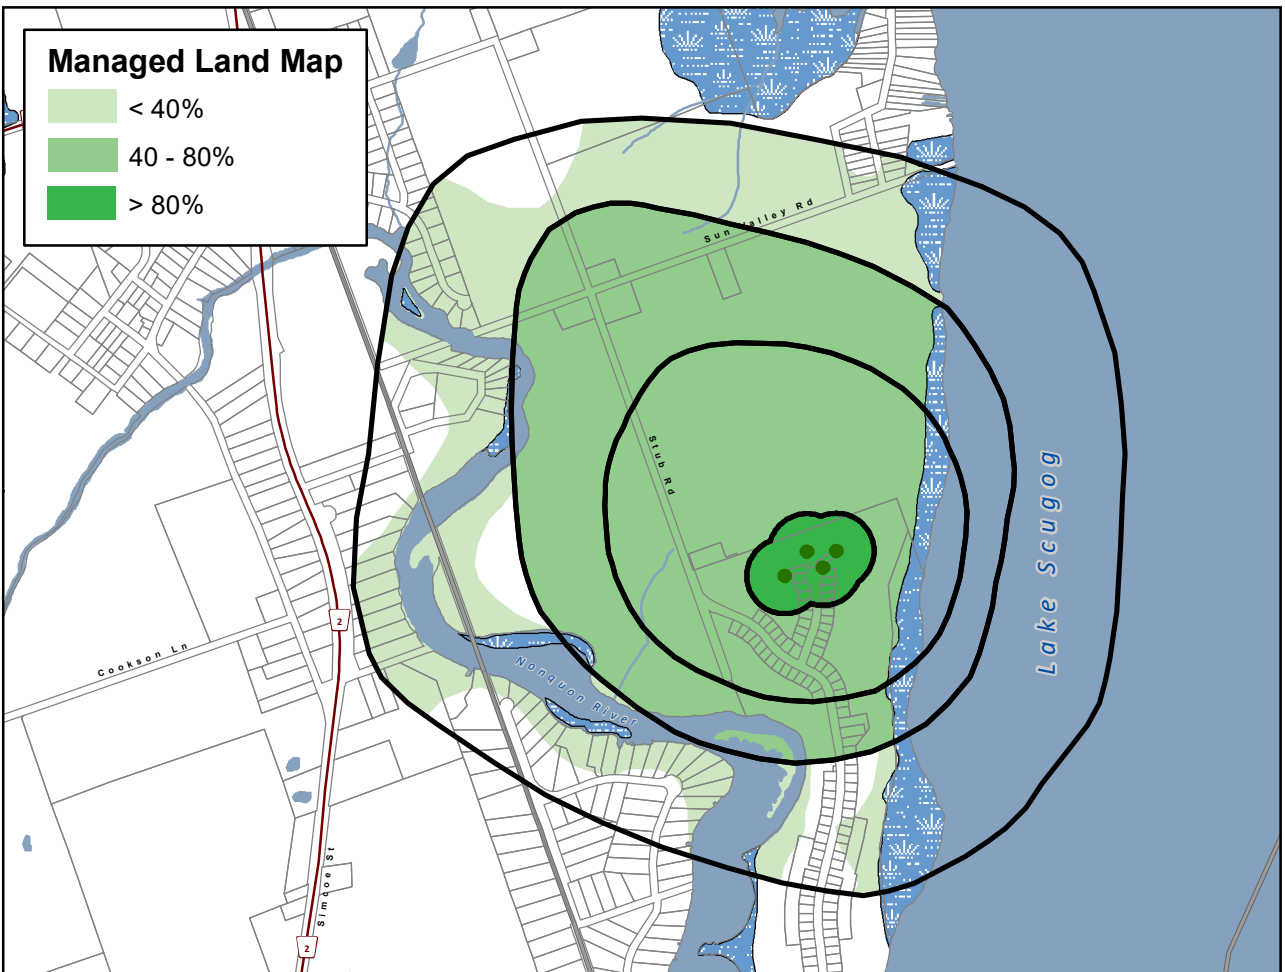 Managed Land Map
< 40%
40 - 80%
> 80%
Sun Valley Rd
Stub Rd
Lake Scugog
2
Cookson Ln
Nonquon River
Simcoe St
2